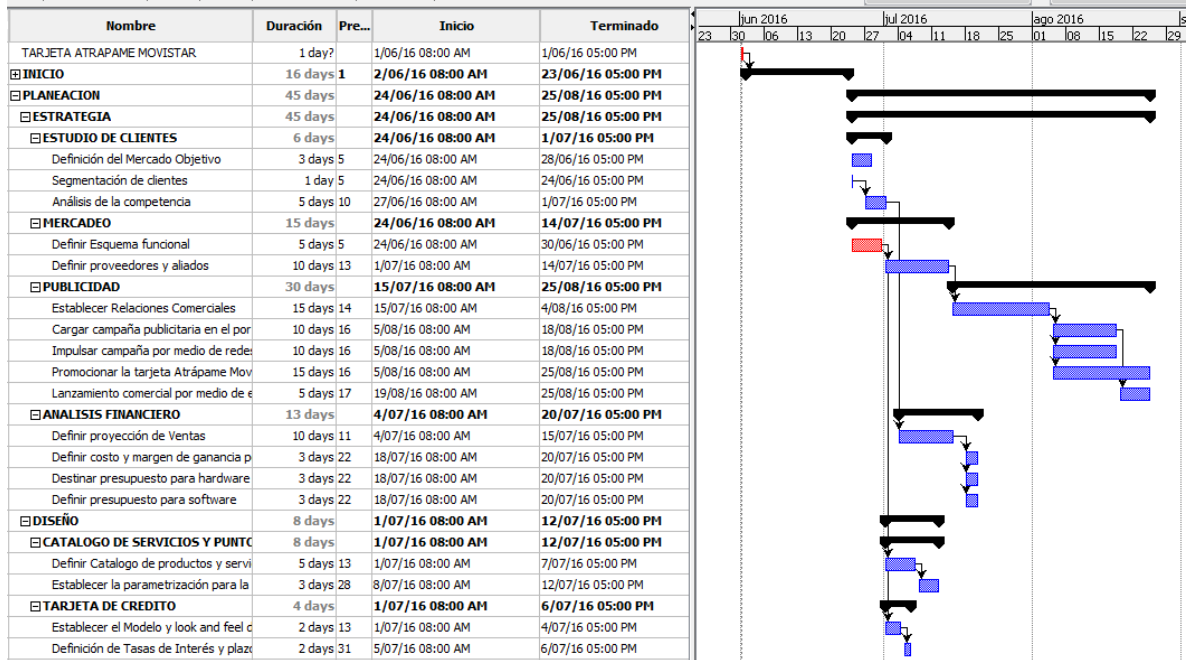 Nombre Duración Pre... Inicio Terminado jun 2016 jul 2016 ago 2016 s
23 30 06 13 20 27 04 11 18 25 01 08 15 22 29
TARJETA ATRAPAME MOVISTAR 1 day? 1/06/16 08:00 AM 1/06/16 05:00 PM
INICIO 16 days 1 2/06/16 08:00 AM 23/06/16 05:00 PM
PLANEACION 45 days 24/06/16 08:00 AM 25/08/16 05:00 PM
ESTRATEGIA 45 days 24/06/16 08:00 AM 25/08/16 05:00 PM
ESTUDIO DE CLIENTES 6 days 24/06/16 08:00 AM 1/07/16 05:00 PM
Definición del Mercado Objetivo 3 days 5 24/06/16 08:00 AM 28/06/16 05:00 PM
Segmentación de clientes 1 day 5 24/06/16 08:00 AM 24/06/16 05:00 PM
Análisis de la competencia 5 days 10 27/06/16 08:00 AM 1/07/16 05:00 PM
MERCADEO 15 days 24/06/16 08:00 AM 14/07/16 05:00 PM
Definir Esquema funcional 5 days 5 24/06/16 08:00 AM 30/06/16 05:00 PM
Definir proveedores y aliados 10 days 13 1/07/16 08:00 AM 14/07/16 05:00 PM
PUBLICIDAD 30 days 15/07/16 08:00 AM 25/08/16 05:00 PM
Establecer Relaciones Comerciales 15 days 14 15/07/16 08:00 AM 4/08/16 05:00 PM
Cargar campaña publicitaria en el por 10 days 16 5/08/16 08:00 AM 18/08/16 05:00 PM
Impulsar campaña por medio de redes 10 days 16 5/08/16 08:00 AM 18/08/16 05:00 PM
Promocionar la tarjeta Atrápame Mov 15 days 16 5/08/16 08:00 AM 25/08/16 05:00 PM
Lanzamiento comercial por medio de e 5 days 17 19/08/16 08:00 AM 25/08/16 05:00 PM
ANALISIS FINANCIERO 13 days 4/07/16 08:00 AM 20/07/16 05:00 PM
Definir proyección de Ventas 10 days 11 4/07/16 08:00 AM 15/07/16 05:00 PM
Definir costo y margen de ganancia p 3 days 22 18/07/16 08:00 AM 20/07/16 05:00 PM
Destinar presupuesto para hardware 3 days 22 18/07/16 08:00 AM 20/07/16 05:00 PM
Definir presupuesto para software 3 days 22 18/07/16 08:00 AM 20/07/16 05:00 PM
DISEÑO 8 days 1/07/16 08:00 AM 12/07/16 05:00 PM
CATALOGO DE SERVICIOS Y PUNTO 8 days 1/07/16 08:00 AM 12/07/16 05:00 PM
Definir Catalogo de productos y servi 5 days 13 1/07/16 08:00 AM 7/07/16 05:00 PM
Establecer la parametrización para la 3 days 28 8/07/16 08:00 AM 12/07/16 05:00 PM
TARJETA DE CREDITO 4 days 1/07/16 08:00 AM 6/07/16 05:00 PM
Establecer el Modelo y look and feel d 2 days 13 1/07/16 08:00 AM 4/07/16 05:00 PM
Definición de Tasas de Interés y plazo 2 days 31 5/07/16 08:00 AM 6/07/16 05:00 PM